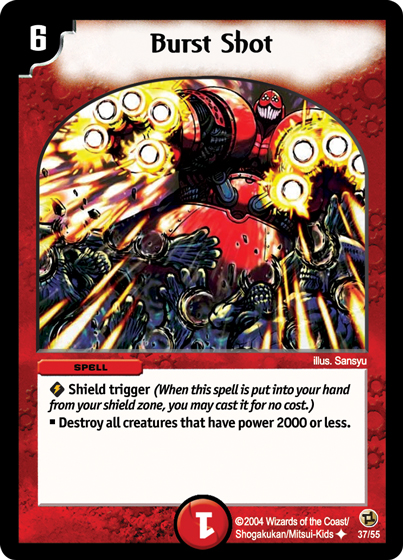 6
Burst Shot
illus. Sansyu
SPELL
Shield trigger (When this spell is put into your hand
from your shield zone, you may cast it for no cost.)
▪ Destroy all creatures that have power 2000 or less.
1
©2004 Wizards of the Coast/
Shogakukan/Mitsui-Kids
37/55